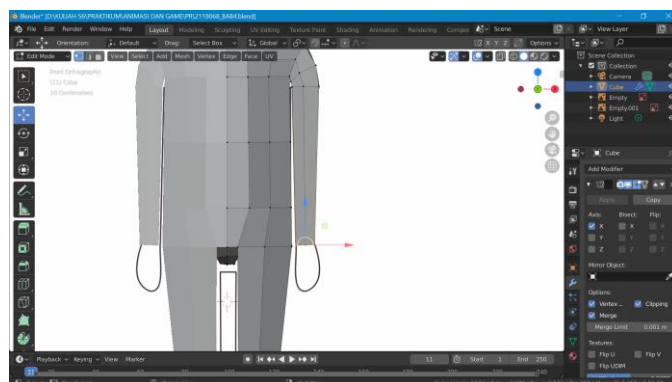 Blender* [D:\KULIAH S6\PRAKTIKUM\ANIMASI DAN GAME\PR\2118068_BAB4.blend]
File Edit Render Window Help Layout Modeling Sculpting UV Editing Texture Paint Shading Animation Rendering Compos Scene View Layer
Orientation: Default Drag: Select Box Global X Y Z Options
Edit Mode View Select Add Mesh Vertex Edge Face UV
Scene Collection
Collection
Camera
Cube
Empty
Empty.001
Light
Front Orthographic
(11) Cube
10 Centimeters
Cube
Add Modifier
Apply Copy
Axis: Bisect: Flip:
X X X
Y Y Y
Z Z Z
Mirror Object:
Options:
Vertex ... Clipping
Merge
Merge Limit 0.001 m
Textures:
Flip U Flip V
Flip UDIM
Playback Keying View Marker 11 Start 1 End 250
11